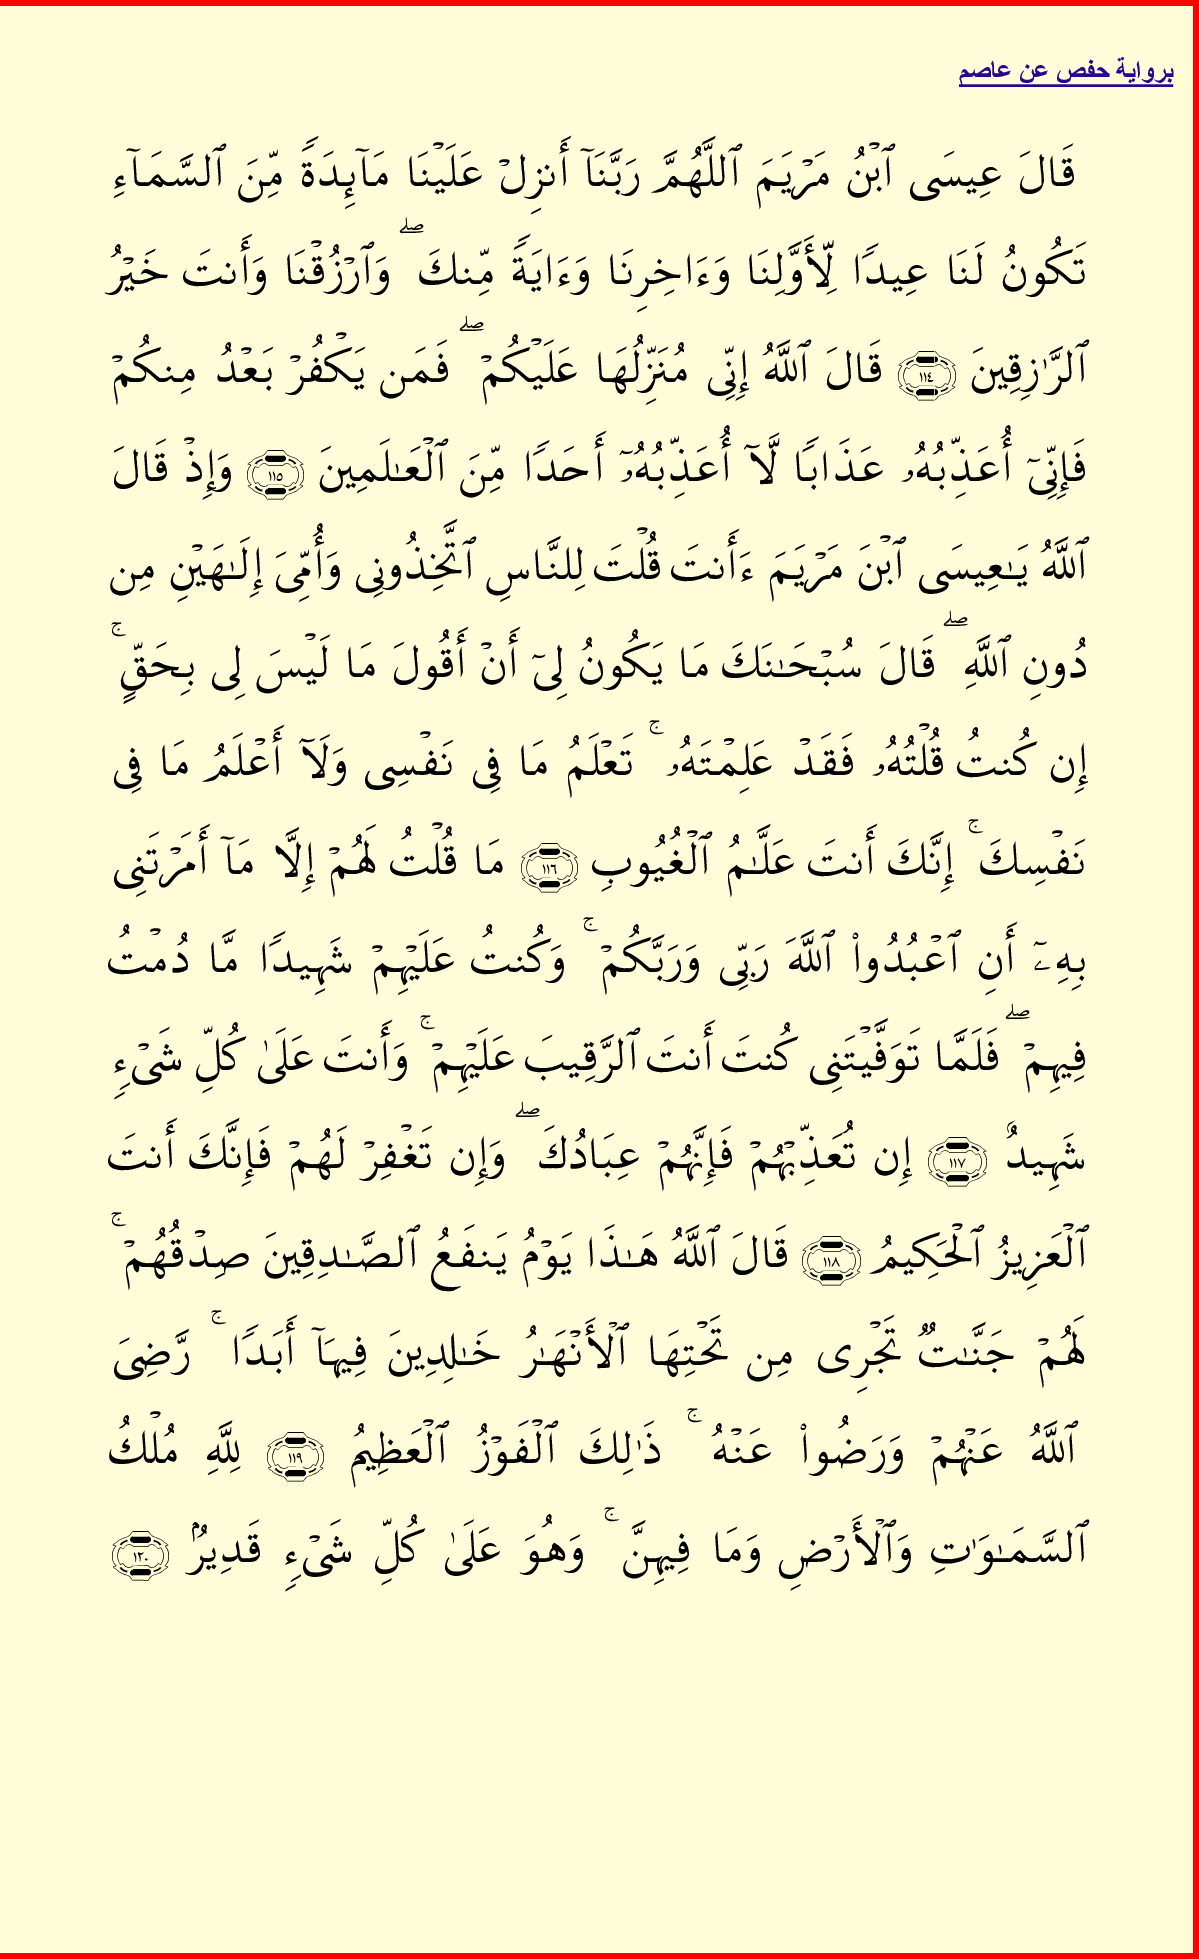 برواية حفص عن عاصم
قَالَ عِيسَى ٱبۡنُ مَرۡيَمَ ٱللَّهُمَّ رَبَّنَآ أَنزِلۡ عَلَيۡنَا مَآئِدَةً مِّنَ ٱلسَّمَآءِ
تَكُونُ لَنَا عِيدًا لِّأَوَّلِنَا وَءَاخِرِنَا وَءَايَةً مِّنكَۖ وَٱرۡزُقۡنَا وَأَنتَ خَيۡرُ
ٱلرَّٰزِقِينَ ١١٤ قَالَ ٱللَّهُ إِنِّى مُنَزِّلُهَا عَلَيۡكُمۡۖ فَمَن يَكۡفُرۡ بَعۡدُ مِنكُمۡ
فَإِنِّىٓ أُعَذِّبُهُۥ عَذَابًا لَّآ أُعَذِّبُهُۥٓ أَحَدًا مِّنَ ٱلۡعَـٰلَمِينَ ١١٥ وَإِذۡ قَالَ
ٱللَّهُ يَـٰعِيسَى ٱبۡنَ مَرۡيَمَ ءَأَنتَ قُلۡتَ لِلنَّاسِ ٱتَّخِذُونِى وَأُمِّىَ إِلَـٰهَيۡنِ مِن
دُونِ ٱللَّهِۖ قَالَ سُبۡحَـٰنَكَ مَا يَكُونُ لِىٓ أَنۡ أَقُولَ مَا لَيۡسَ لِى بِحَقٍّۚ
إِن كُنتُ قُلۡتُهُۥ فَقَدۡ عَلِمۡتَهُۥۚ تَعۡلَمُ مَا فِى نَفۡسِى وَلَآ أَعۡلَمُ مَا فِى
نَفۡسِكَۚ إِنَّكَ أَنتَ عَلَّـٰمُ ٱلۡغُيُوبِ ١١٦ مَا قُلۡتُ لَهُمۡ إِلَّا مَآ أَمَرۡتَنِى
بِهِۦٓ أَنِ ٱعۡبُدُواْ ٱللَّهَ رَبِّى وَرَبَّكُمۡۚ وَكُنتُ عَلَيۡهِمۡ شَهِيدًا مَّا دُمۡتُ
فِيهِمۡۖ فَلَمَّا تَوَفَّيۡتَنِى كُنتَ أَنتَ ٱلرَّقِيبَ عَلَيۡهِمۡۚ وَأَنتَ عَلَىٰ كُلِّ شَىۡءٍ
شَهِيدٌ ١١٧ إِن تُعَذِّبۡهُمۡ فَإِنَّهُمۡ عِبَادُكَۖ وَإِن تَغۡفِرۡ لَهُمۡ فَإِنَّكَ أَنتَ
ٱلۡعَزِيزُ ٱلۡحَكِيمُ ١١٨ قَالَ ٱللَّهُ هَـٰذَا يَوۡمُ يَنفَعُ ٱلصَّـٰدِقِينَ صِدۡقُهُمۡۚ
لَهُمۡ جَنَّـٰتٌ تَجۡرِى مِن تَحۡتِهَا ٱلۡأَنۡهَـٰرُ خَـٰلِدِينَ فِيهَآ أَبَدًاۚ رَّضِىَ
ٱللَّهُ عَنۡهُمۡ وَرَضُواْ عَنۡهُۚ ذَٰلِكَ ٱلۡفَوۡزُ ٱلۡعَظِيمُ ١١٩ لِلَّهِ مُلۡكُ
ٱلسَّمَـٰوَٰتِ وَٱلۡأَرۡضِ وَمَا فِيهِنَّۚ وَهُوَ عَلَىٰ كُلِّ شَىۡءٍ قَدِيرُۢ ١٢٠